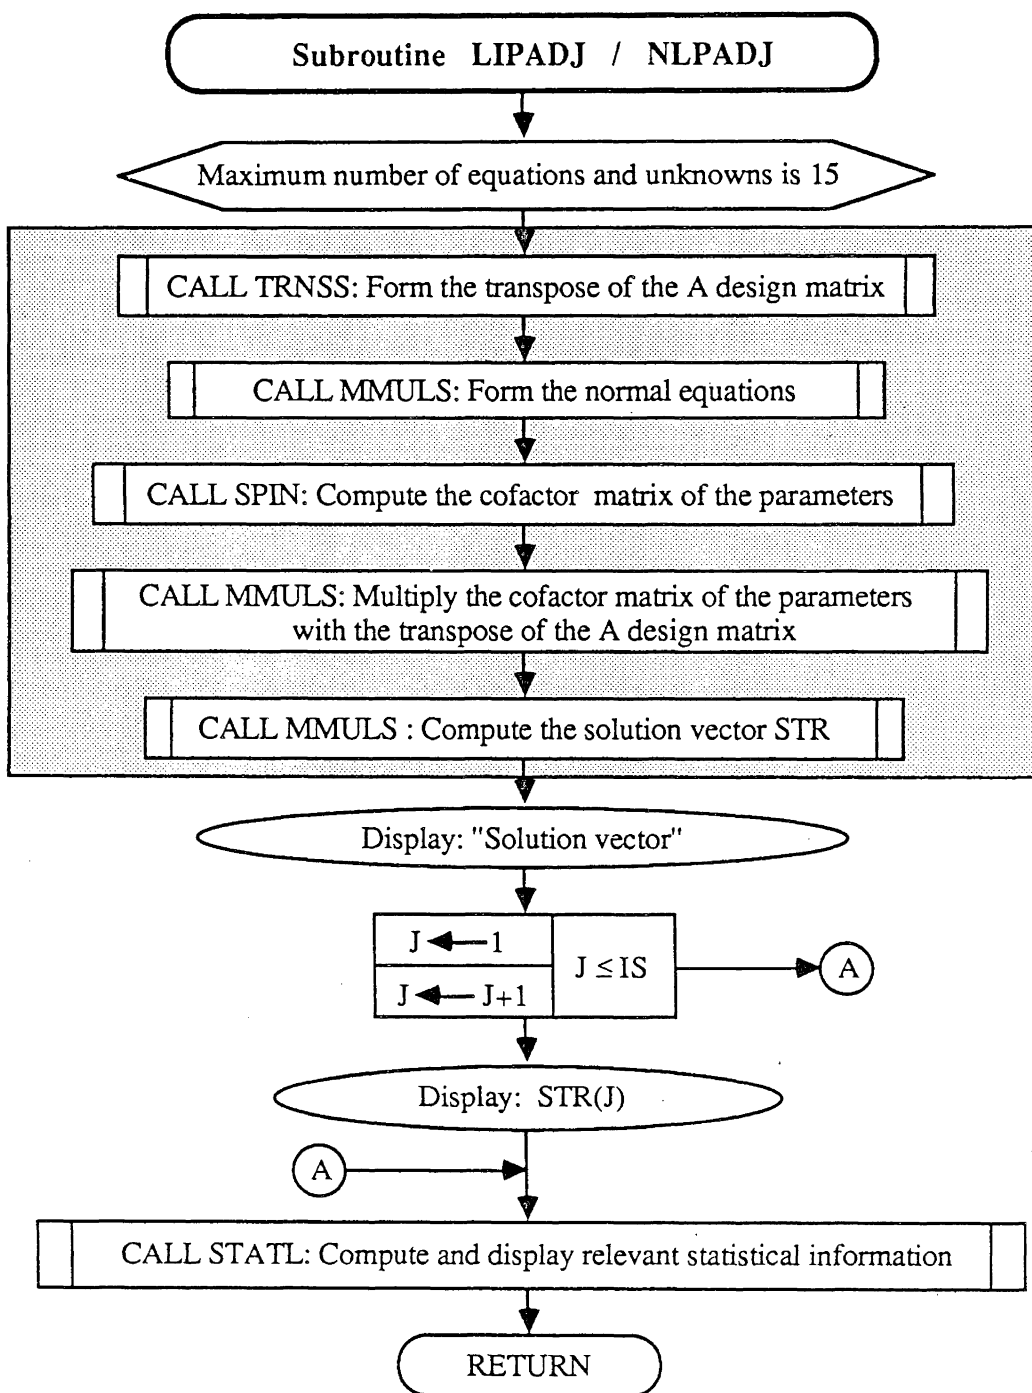 Subroutine LIPADJ / NLPADJ
Maximum number of equations and unknowns is 15
CALL TRNSS: Form the transpose of the A design matrix
CALL MMULS: Form the normal equations
CALL SPIN: Compute the cofactor matrix of the parameters
CALL MMULS: Multiply the cofactor matrix of the parameters
with the transpose of the A design matrix
CALL MMULS : Compute the solution vector STR
Display: "Solution vector"
J ← 1
J ≤ IS
A
J ← J+1
Display: STR(J)
A
CALL STATL: Compute and display relevant statistical information
RETURN